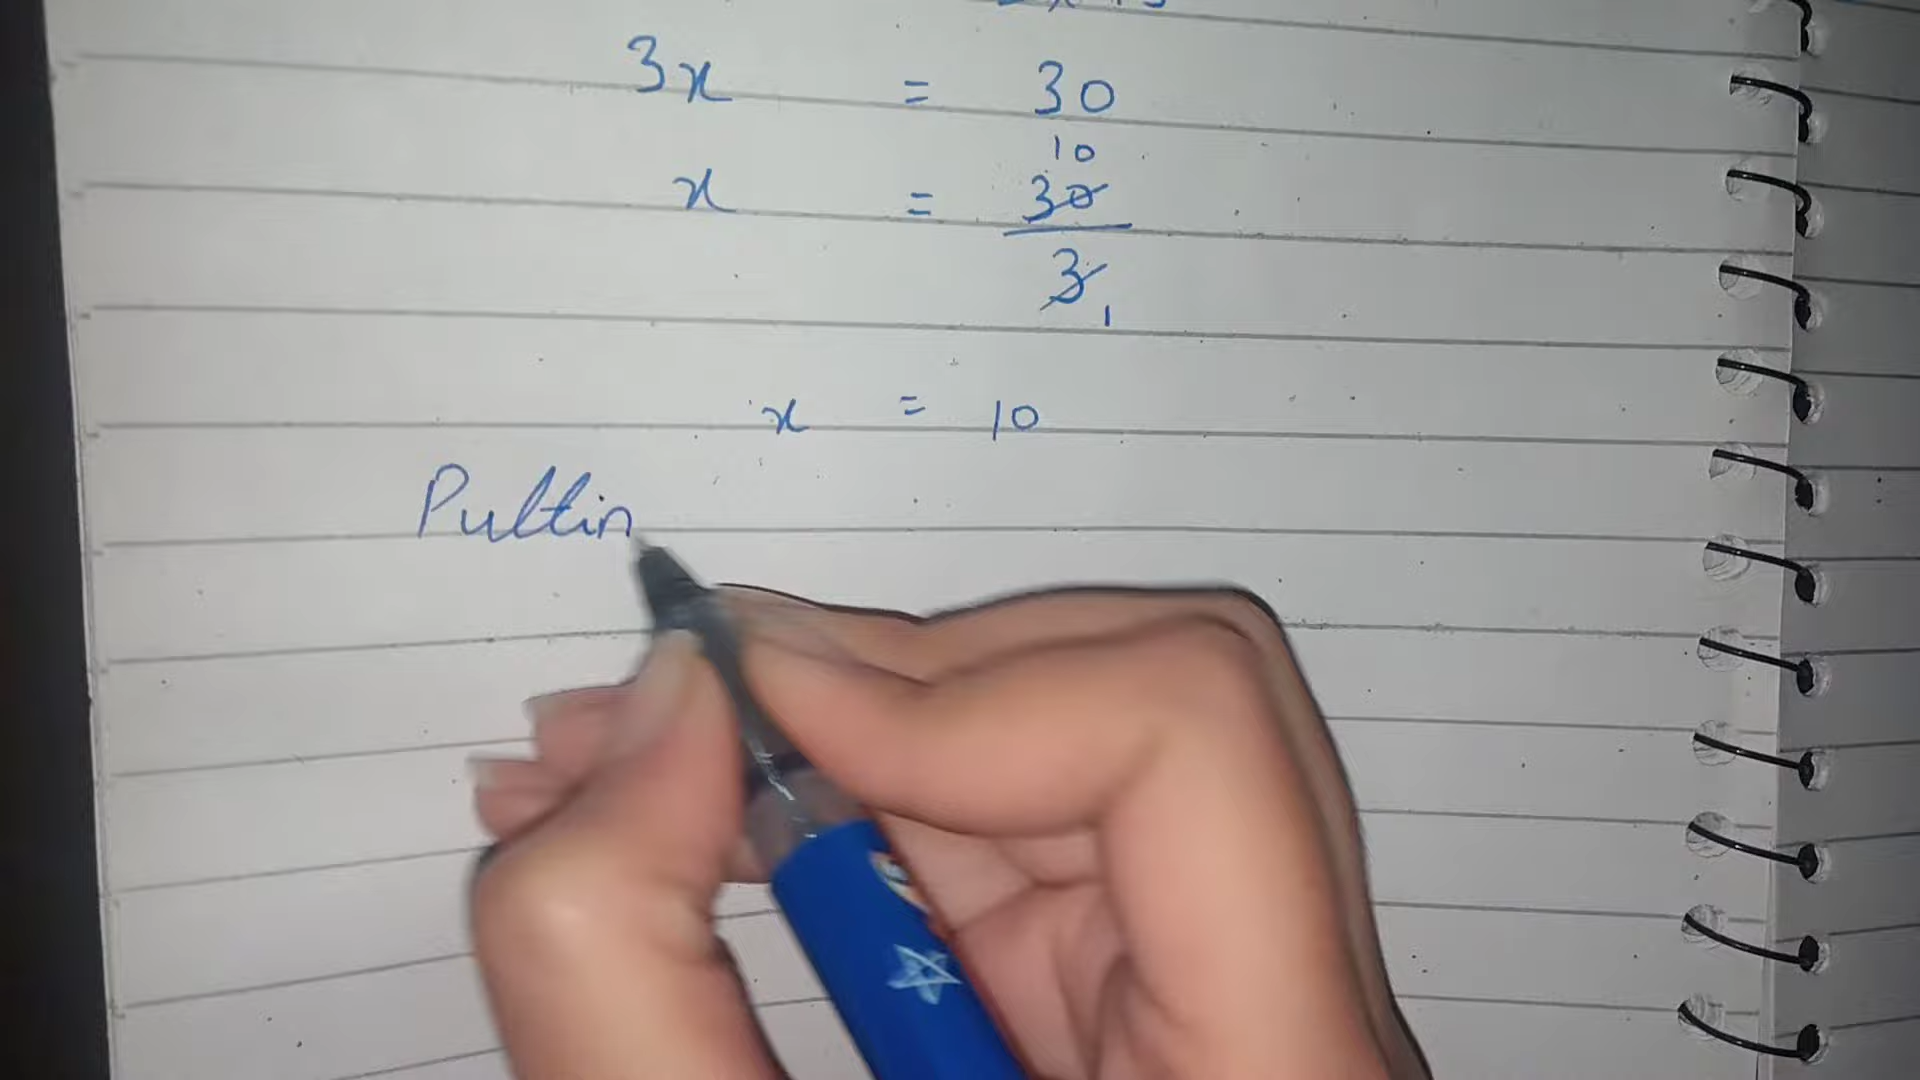 3x = 30
x = 30/3
10
1
x = 10
Puttin